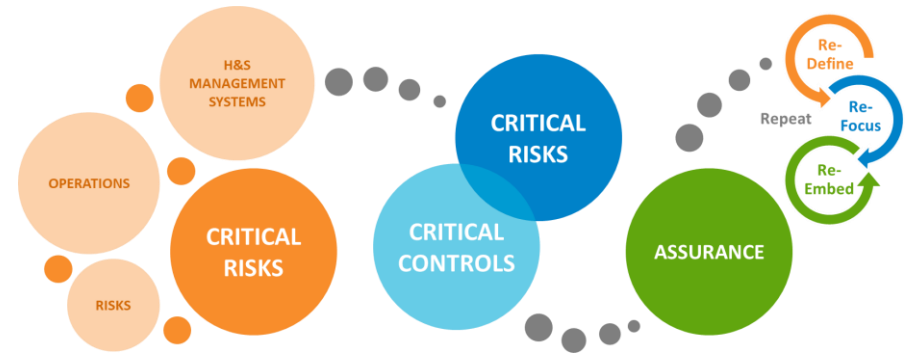 H&S
MANAGEMENT
SYSTEMS
OPERATIONS
RISKS
CRITICAL
RISKS
CRITICAL
RISKS
CRITICAL
CONTROLS
ASSURANCE
Re-
Define
Repeat
Re-
Focus
Re-
Embed